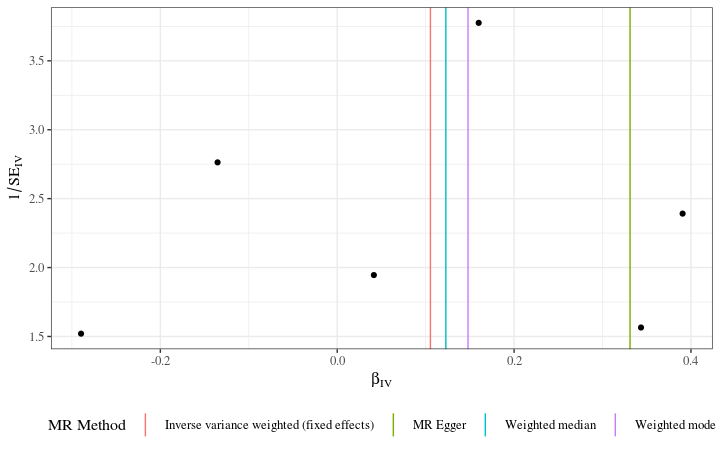 3.5
3.0
2.5
2.0
1.5
1/SE_IV
-0.2 0.0 0.2 0.4
β_IV
MR Method Inverse variance weighted (fixed effects) MR Egger Weighted median Weighted mode